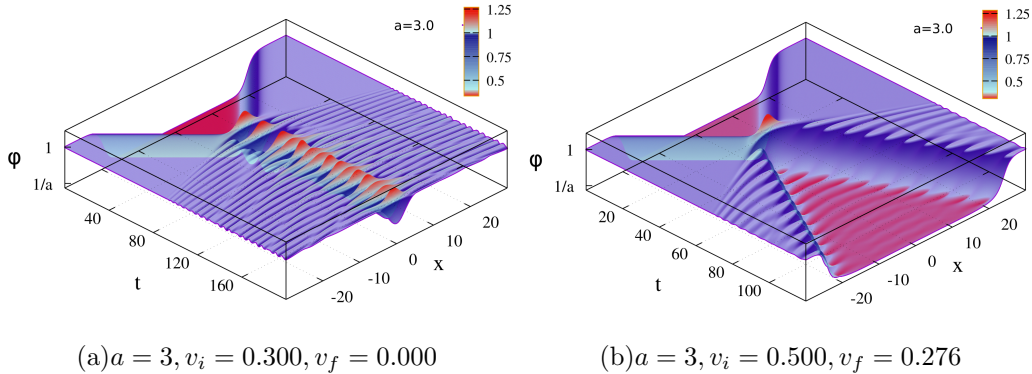 a=3.0
1.25
1
0.75
0.5
φ
1
1/a
40
80
120
160
t
-20
-10
0
10
20
x
(a)a = 3, v_i = 0.300, v_f = 0.000
a=3.0
1.25
1
0.75
0.5
φ
1
1/a
20
40
60
80
100
t
-20
-10
0
10
20
x
(b)a = 3, v_i = 0.500, v_f = 0.276